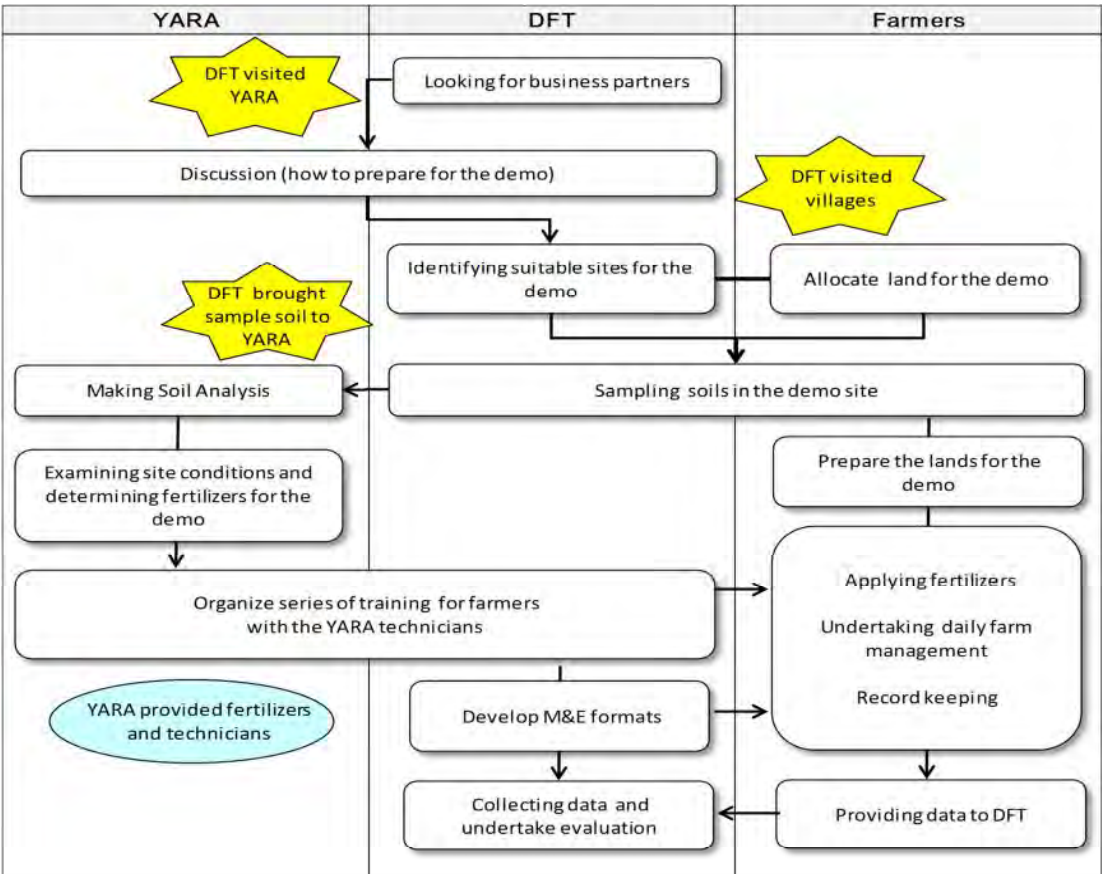 YARA
DFT
Farmers
DFT visited
YARA
Looking for business partners
Discussion (how to prepare for the demo)
DFT visited
villages
Identifying suitable sites for the
demo
Allocate land for the demo
DFT brought
sample soil to
YARA
Making Soil Analysis
Sampling soils in the demo site
Examining site conditions and
determining fertilizers for the
demo
Prepare the lands for the
demo
Organize series of training for farmers
with the YARA technicians
Applying fertilizers
Undertaking daily farm
management
Record keeping
YARA provided fertilizers
and technicians
Develop M&E formats
Collecting data and
undertake evaluation
Providing data to DFT